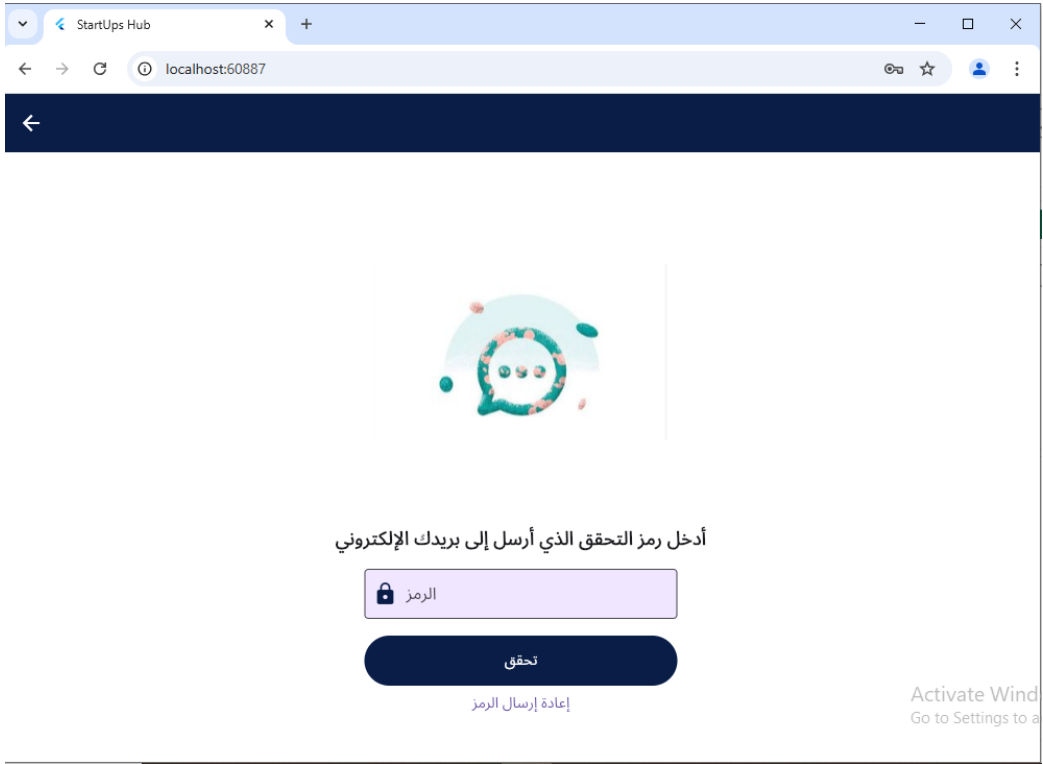 StartUps Hub
localhost:60887
أدخل رمز التحقق الذي أرسل إلى بريدك الإلكتروني
الرمز
تحقق
إعادة إرسال الرمز
Activate Wind
Go to Settings to a